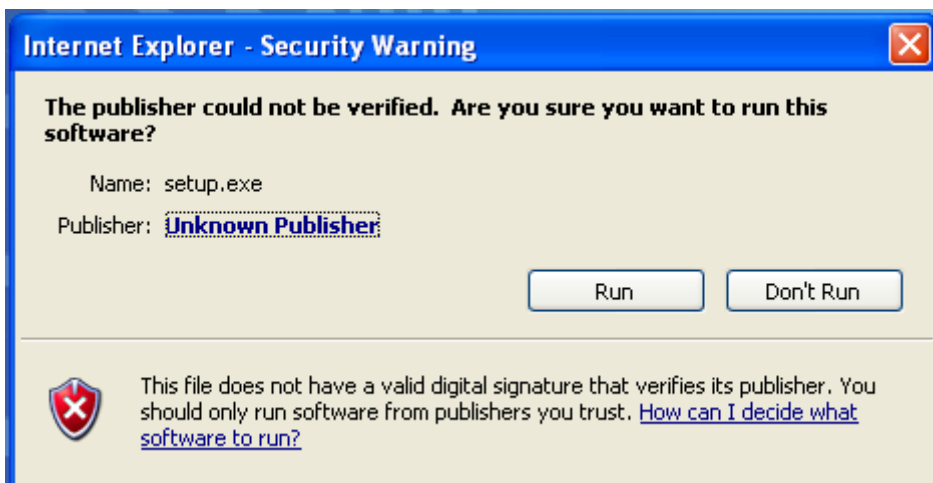 Internet Explorer - Security Warning
The publisher could not be verified.  Are you sure you want to run this
software?
Name: setup.exe
Publisher: Unknown Publisher
Run
Don't Run
This file does not have a valid digital signature that verifies its publisher. You
should only run software from publishers you trust. How can I decide what
software to run?